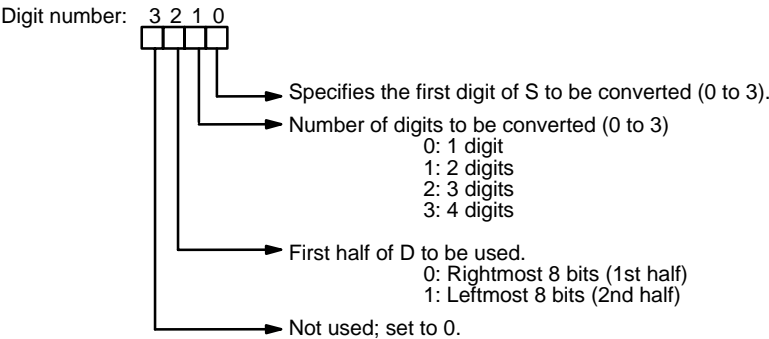 Digit number: 3 2 1 0
Specifies the first digit of S to be converted (0 to 3).
Number of digits to be converted (0 to 3)
0: 1 digit
1: 2 digits
2: 3 digits
3: 4 digits
First half of D to be used.
0: Rightmost 8 bits (1st half)
1: Leftmost 8 bits (2nd half)
Not used; set to 0.